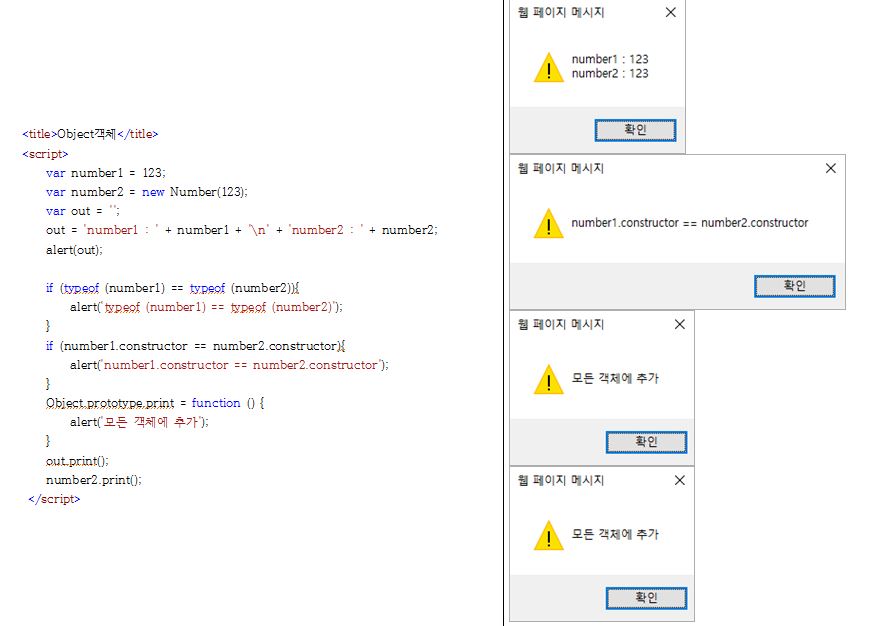 <title>Object객체</title>
<script>
var number1 = 123;
var number2 = new Number(123);
var out = '';
out = 'number1 : ' + number1 + '\n' + 'number2 : ' + number2;
alert(out);
if (typeof (number1) == typeof (number2)){
alert('typeof (number1) == typeof (number2)');
}
if (number1.constructor == number2.constructor){
alert('number1.constructor == number2.constructor');
}
Object.prototype.print = function () {
alert('모든 객체에 추가');
}
out.print();
number2.print();
</script>
웹 페이지 메시지
number1 : 123
number2 : 123
확인
웹 페이지 메시지
number1.constructor == number2.constructor
확인
웹 페이지 메시지
모든 객체에 추가
확인
웹 페이지 메시지
모든 객체에 추가
확인